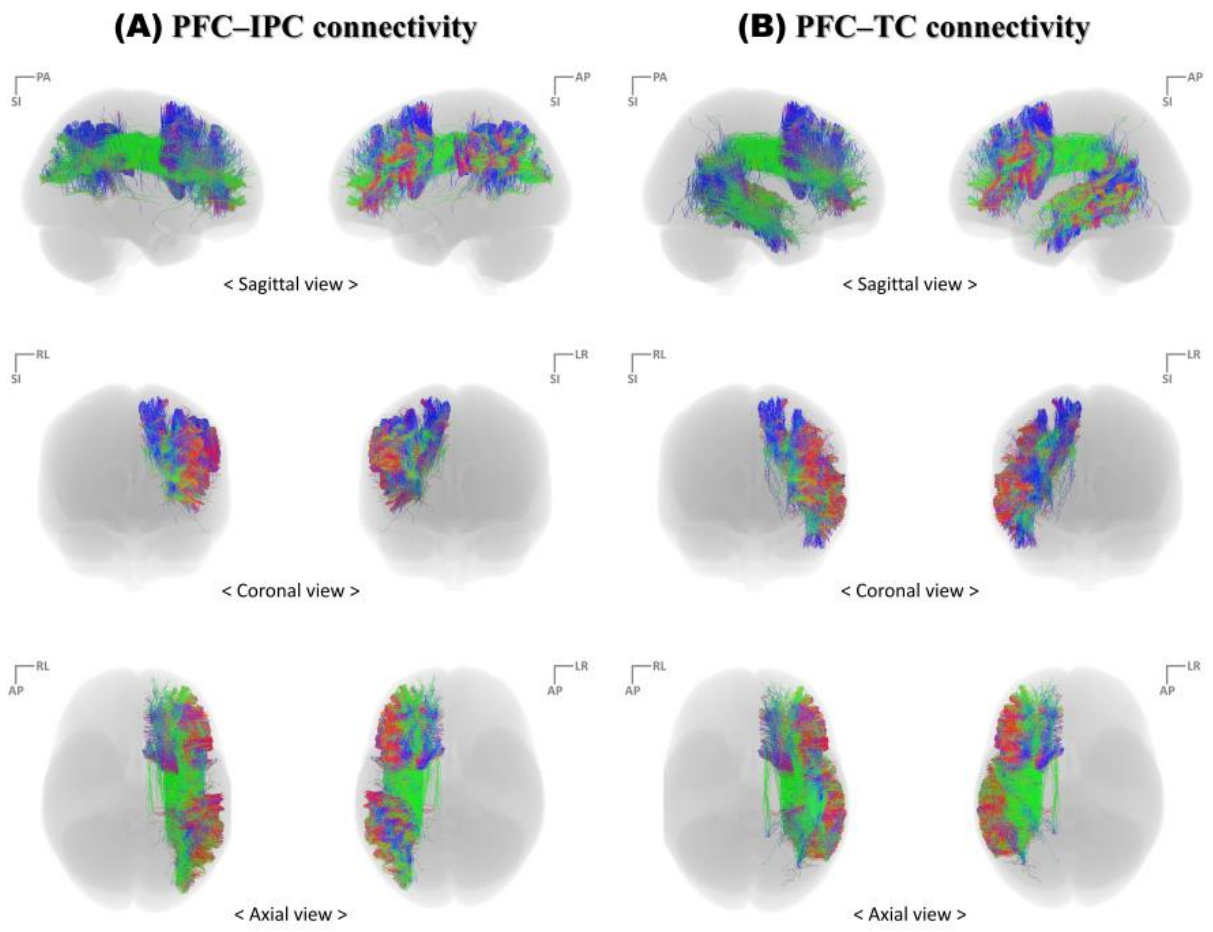 (A) PFC–IPC connectivity
(B) PFC–TC connectivity
PA
SI
AP
SI
PA
SI
AP
SI
< Sagittal view >
< Sagittal view >
RL
SI
LR
SI
RL
SI
LR
SI
< Coronal view >
< Coronal view >
RL
AP
LR
AP
RL
AP
LR
AP
< Axial view >
< Axial view >